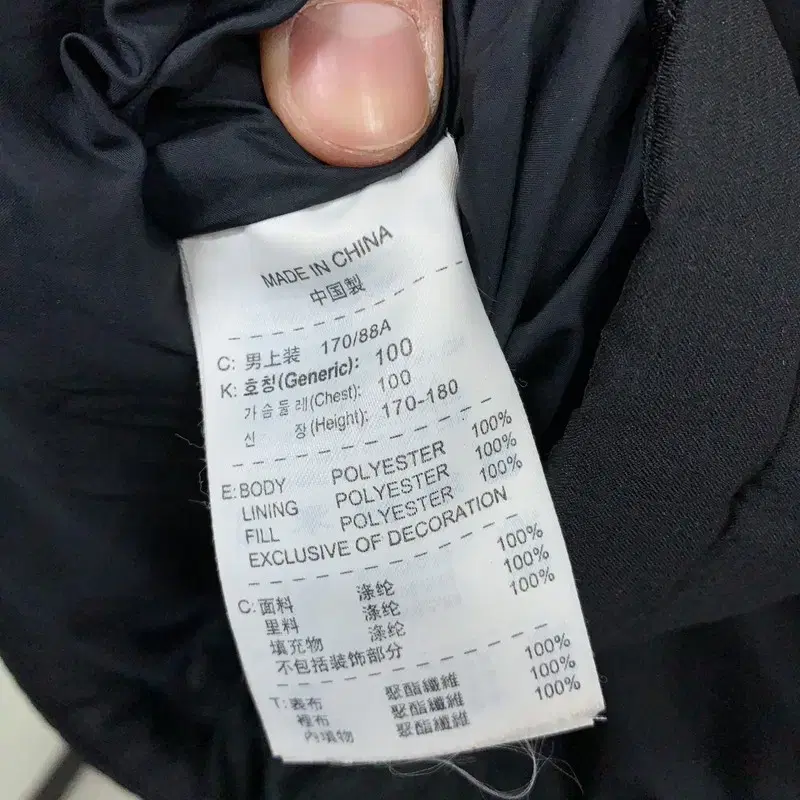 MADE IN CHINA
中国製
C: 男上装 170/88A
K: 호칭(Generic): 100
가슴둘레(Chest): 100
신 장(Height): 170-180
E: BODY POLYESTER 100%
LINING POLYESTER 100%
FILL POLYESTER 100%
EXCLUSIVE OF DECORATION
C: 面料 涤纶 100%
里料 涤纶 100%
填充物 涤纶 100%
不包括装饰部分
T: 表布 聚酯纖維 100%
裡布 聚酯纖維 100%
內填物 聚酯纖維 100%